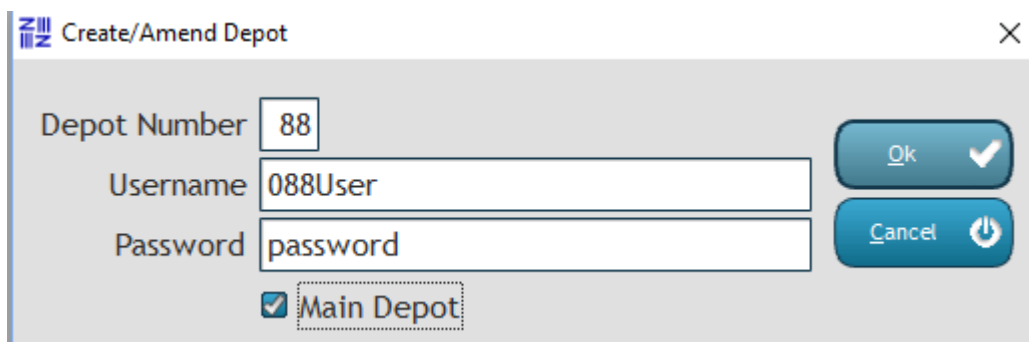 Create/Amend Depot
Depot Number 88
Ok
Username 088User
Cancel
Password password
Main Depot